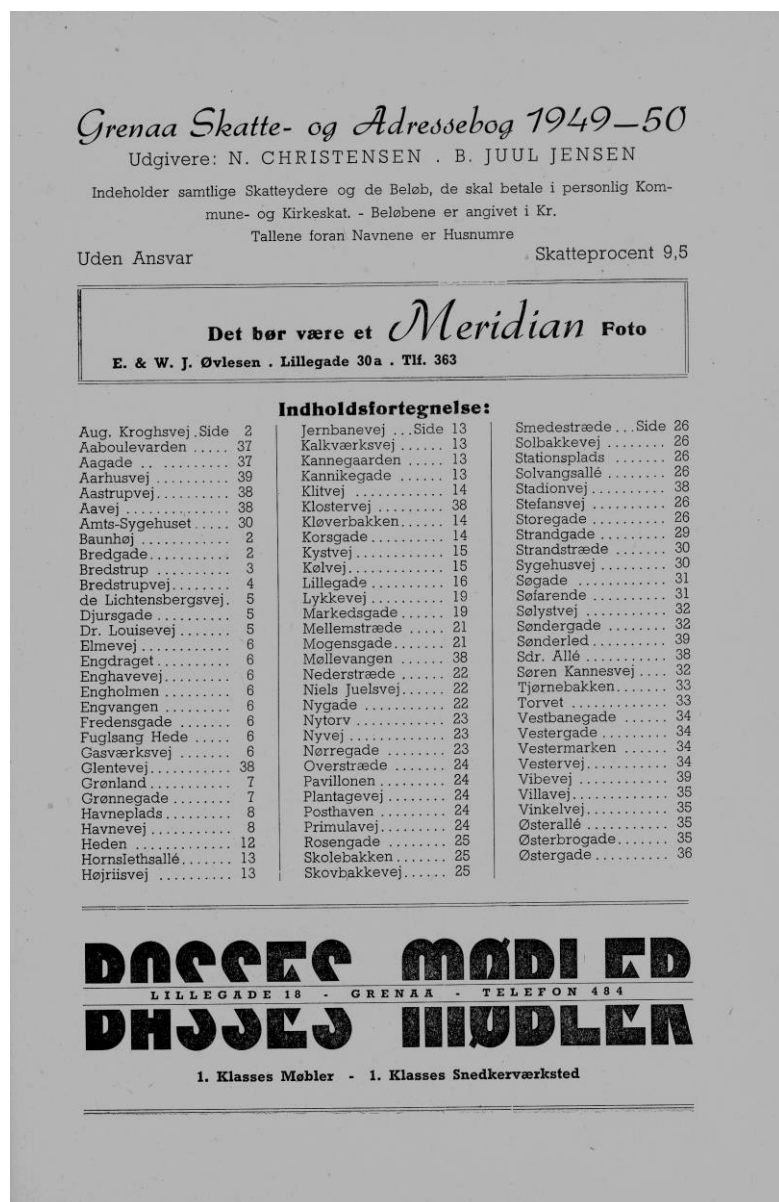 Grenaa Skatte- og Adressebog 1949—50
Udgivere: N. CHRISTENSEN . B. JUUL JENSEN
Indeholder samtlige Skatteydere og de Beløb, de skal betale i personlig Kom-
mune- og Kirkeskat. - Beløbene er angivet i Kr.
Tallene foran Navnene er Husnumre
Uden Ansvar Skatteprocent 9,5
Det bør være et Meridian Foto
E. & W. J. Øvlesen . Lillegade 30a . Tlf. 363
Indholdsfortegnelse:
Aug. Kroghsvej .Side 2
Aaboulevarden ..... 37
Aagade .. ......... 37
Aarhusvej .......... 39
Aastrupvej.......... 38
Aavej .............. 38
Amts-Sygehuset ..... 30
Baunhøj ............ 2
Bredgade............ 2
Bredstrup .......... 3
Bredstrupvej........ 4
de Lichtensbergsvej. 5
Djursgade .......... 5
Dr. Louisevej ....... 5
Elmevej ............ 6
Engdraget........... 6
Enghavevej.......... 6
Engholmen .......... 6
Engvangen .......... 6
Fredensgade ....... 6
Fuglsang Hede ..... 6
Gasværksvej ....... 6
Glentevej........... 38
Grønland ........... 7
Grønnegade ........ 7
Havneplads......... 8
Havnevej ........... 8
Heden ............. 12
Hornslethsallé....... 13
Højriisvej .......... 13
Jernbanevej ...Side 13
Kalkværksvej ...... 13
Kannegaarden ..... 13
Kannikegade ...... 13
Klitvej ............ 14
Klostervej ......... 38
Kløverbakken...... 14
Korsgade.......... 14
Kystvej ........... 15
Kølvej............. 15
Lillegade .......... 16
Lykkevej .......... 19
Markedsgade...... 19
Mellemstræde ..... 21
Mogensgade....... 21
Møllevangen ...... 38
Nederstræde ...... 22
Niels Juelsvej...... 22
Nygade ........... 22
Nytorv ............ 23
Nyvej ............. 23
Nørregade ........ 23
Overstræde ....... 24
Pavillonen ........ 24
Plantagevej........ 24
Posthaven ........ 24
Primulavej......... 24
Rosengade ........ 25
Skolebakken....... 25
Skovbakkevej...... 25
Smedestræde ...Side 26
Solbakkevej ........ 26
Stationsplads ....... 26
Solvangsallé ........ 26
Stadionvej.......... 38
Stefansvej .......... 26
Storegade .......... 26
Strandgade ......... 29
Strandstræde ....... 30
Sygehusvej ......... 30
Søgade ............ 31
Søfarende .......... 31
Sølystvej ........... 32
Søndergade ........ 32
Sønderled .......... 39
Sdr. Allé ........... 38
Søren Kannesvej .... 32
Tjørnebakken....... 33
Torvet ............. 33
Vestbanegade ...... 34
Vestergade ......... 34
Vestermarken ...... 34
Vestervej........... 34
Vibevej ............ 39
Villavej............. 35
Vinkelvej........... 35
Østerallé ........... 35
Østerbrogade....... 35
Østergade .......... 36
DASSES MØBLER
LILLEGADE 18 - GRENAA - TELEFON 484
1. Klasses Møbler - 1. Klasses Snedkerværksted